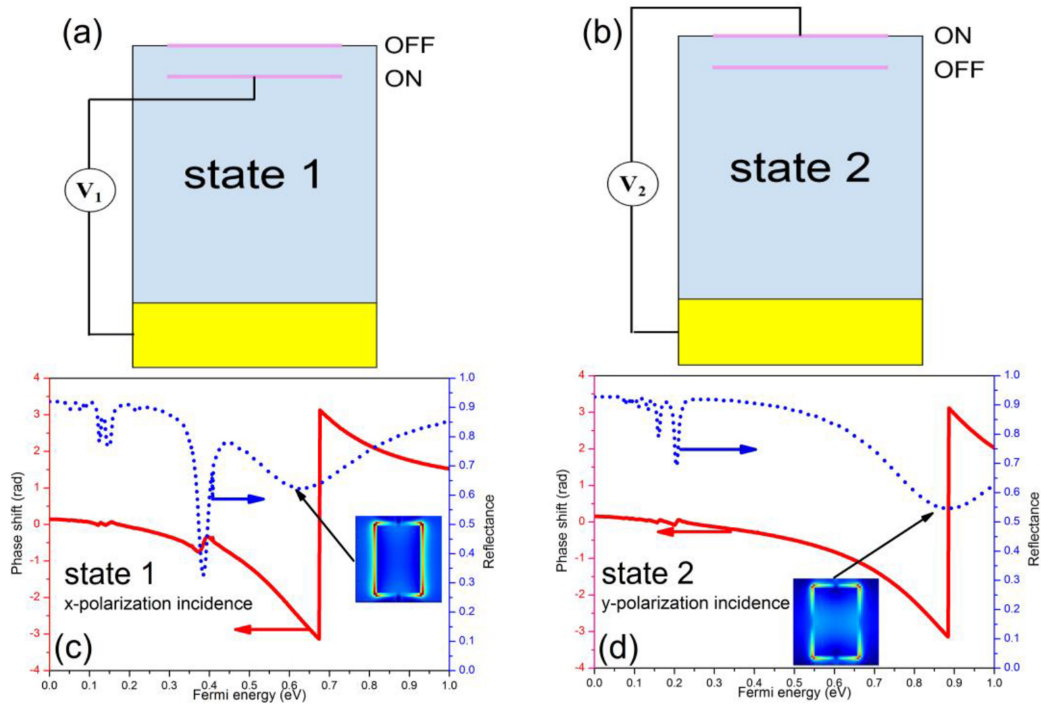 (a)
OFF
ON
state 1
V1
(b)
ON
OFF
state 2
V2
4
3
2
1
0
-1
-2
-3
-4
Phase shift (rad)
1.0
0.9
0.8
0.7
0.6
0.5
0.4
0.3
0.2
0.1
0.0
Reflectance
state 1
x-polarization incidence
(c)
0.0 0.1 0.2 0.3 0.4 0.5 0.6 0.7 0.8 0.9 1.0
Fermi energy (eV)
4
3
2
1
0
-1
-2
-3
-4
Phase shift (rad)
1.0
0.9
0.8
0.7
0.6
0.5
0.4
0.3
0.2
0.1
0.0
Reflectance
state 2
y-polarization incidence
(d)
0.0 0.1 0.2 0.3 0.4 0.5 0.6 0.7 0.8 0.9 1.0
Fermi energy (eV)